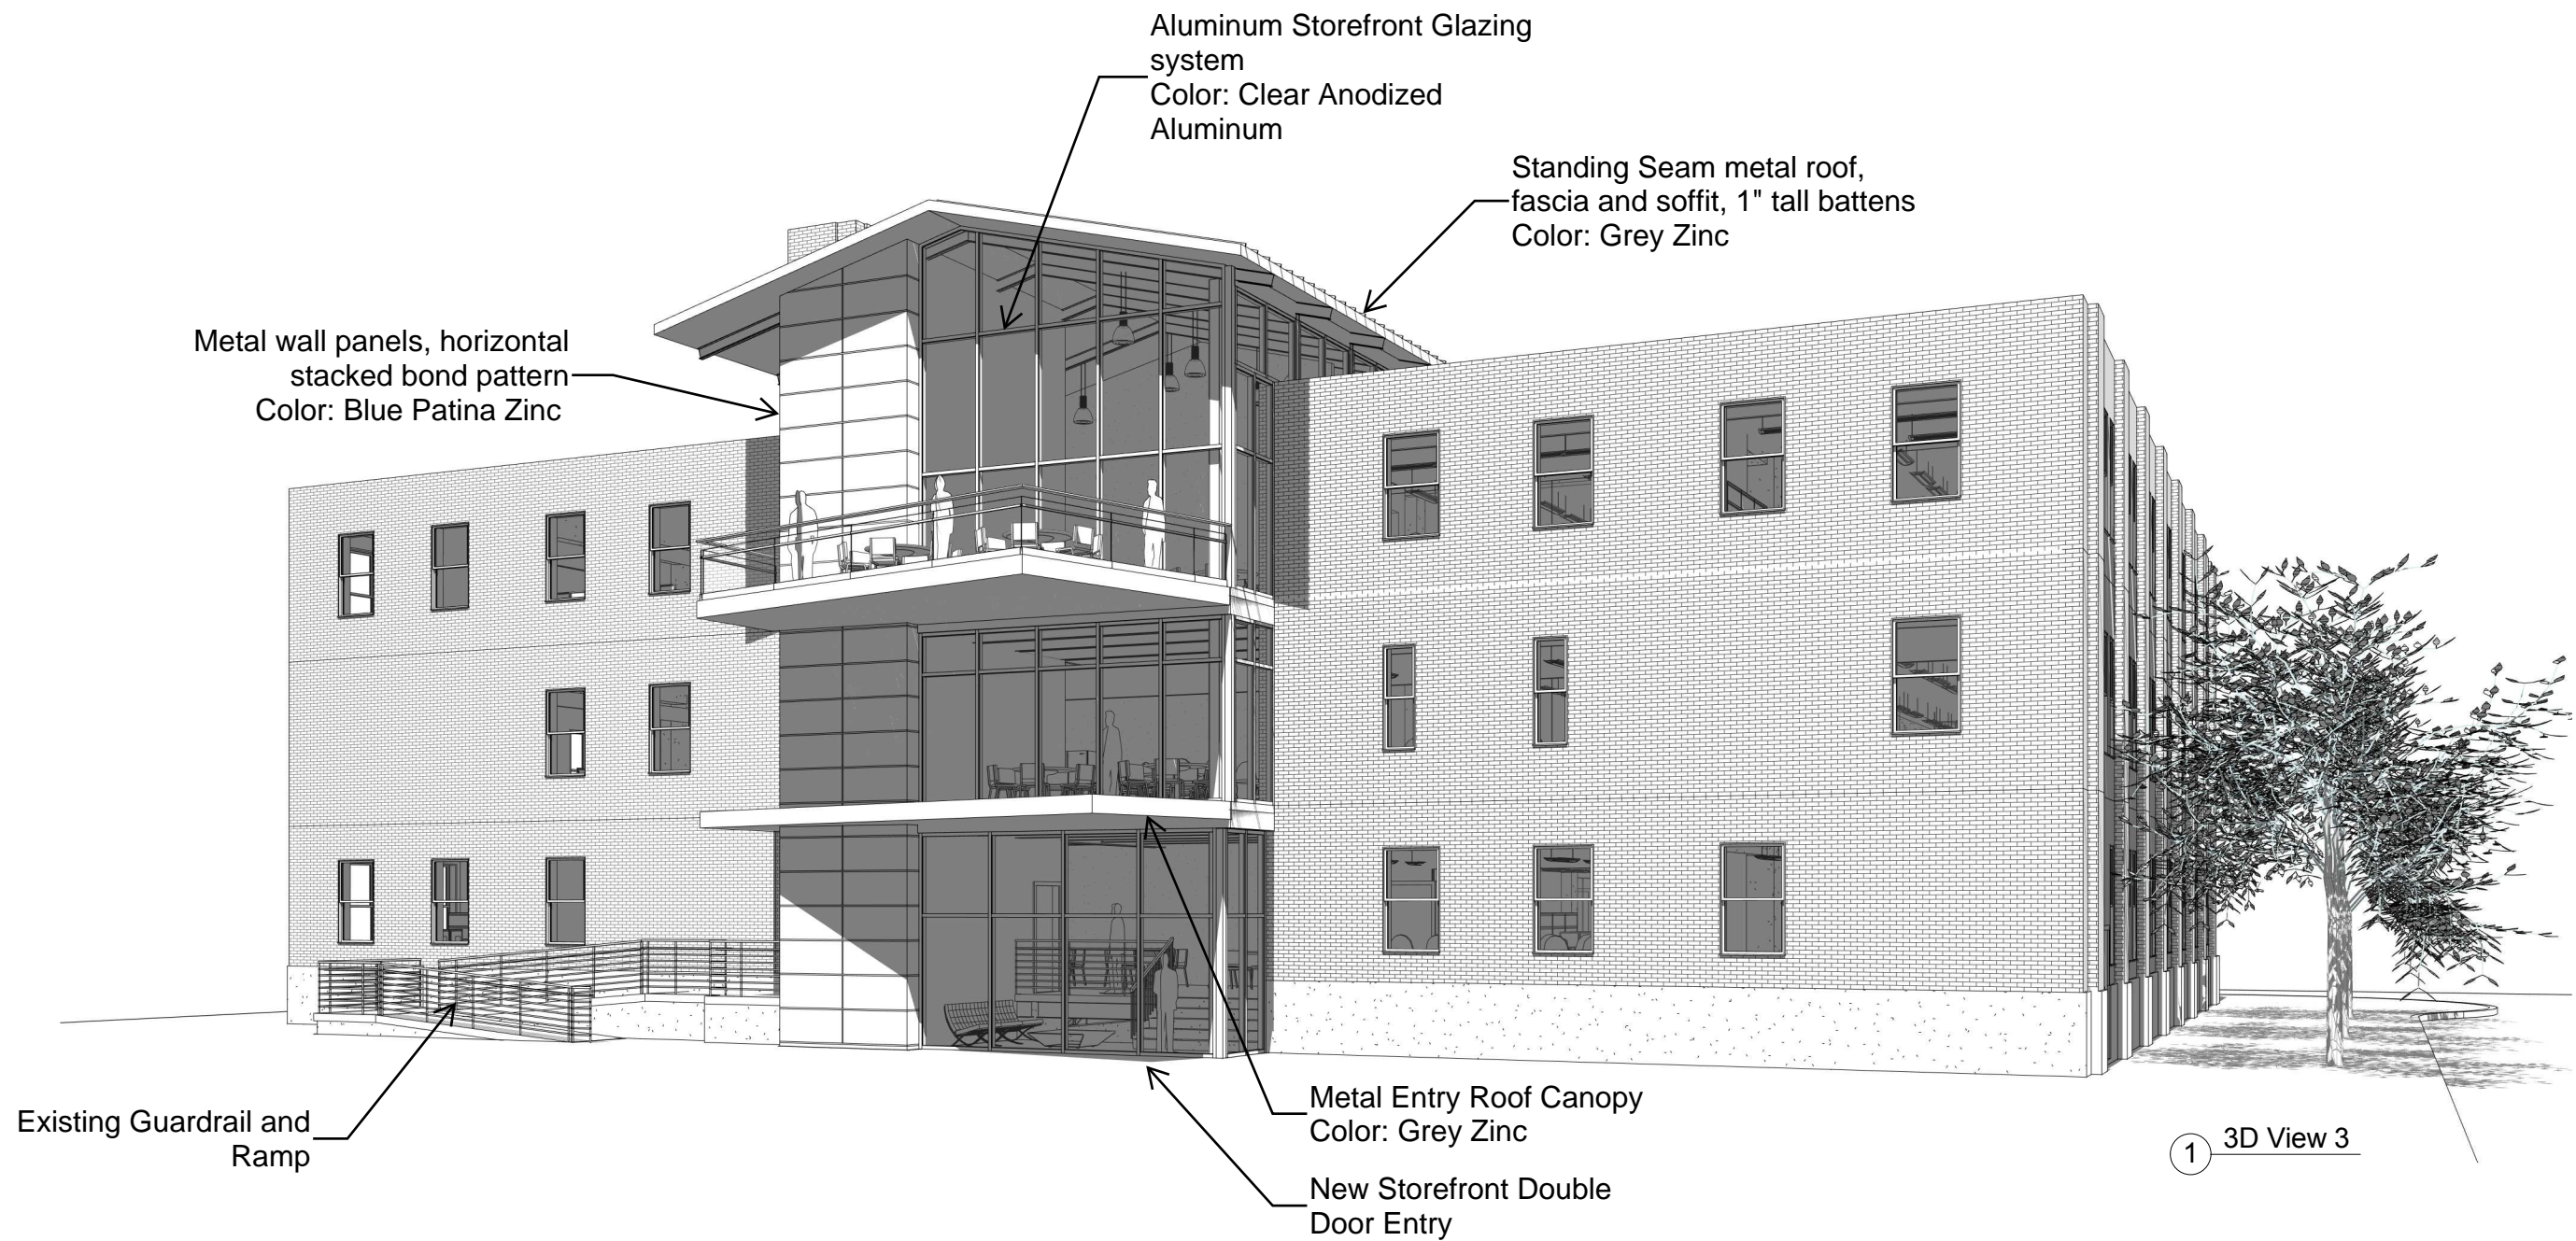 Aluminum Storefront Glazing
system
Color: Clear Anodized
Aluminum
Standing Seam metal roof,
fascia and soffit, 1" tall battens
Color: Grey Zinc
Metal wall panels, horizontal
stacked bond pattern
Color: Blue Patina Zinc
Existing Guardrail and
Ramp
Metal Entry Roof Canopy
Color: Grey Zinc
New Storefront Double
Door Entry
1 3D View 3